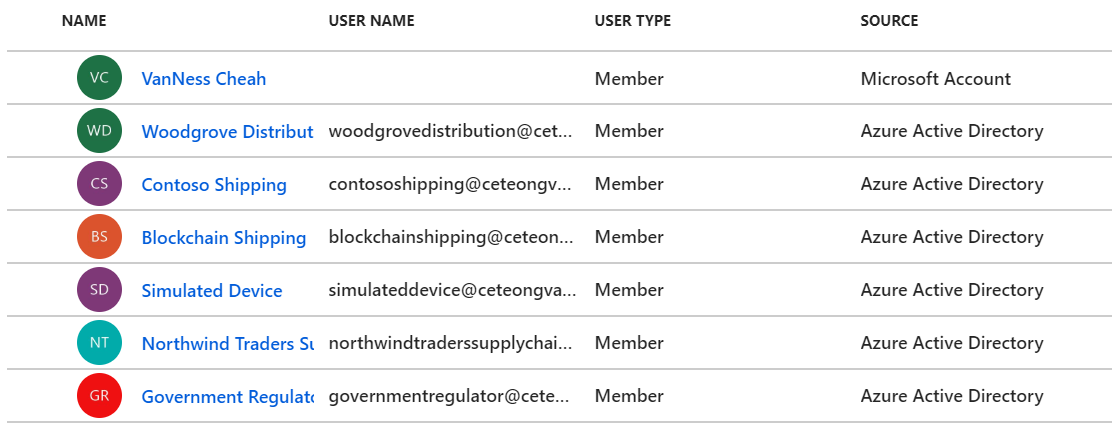 NAME USER NAME USER TYPE SOURCE
VC VanNess Cheah Member Microsoft Account
WD Woodgrove Distribut woodgrovedistribution@cet... Member Azure Active Directory
CS Contoso Shipping contososhipping@ceteongv... Member Azure Active Directory
BS Blockchain Shipping blockchainshipping@ceteon... Member Azure Active Directory
SD Simulated Device simulateddevice@ceteongva... Member Azure Active Directory
NT Northwind Traders Su northwindtraderssupplychai... Member Azure Active Directory
GR Government Regulato governmentregulator@cete... Member Azure Active Directory